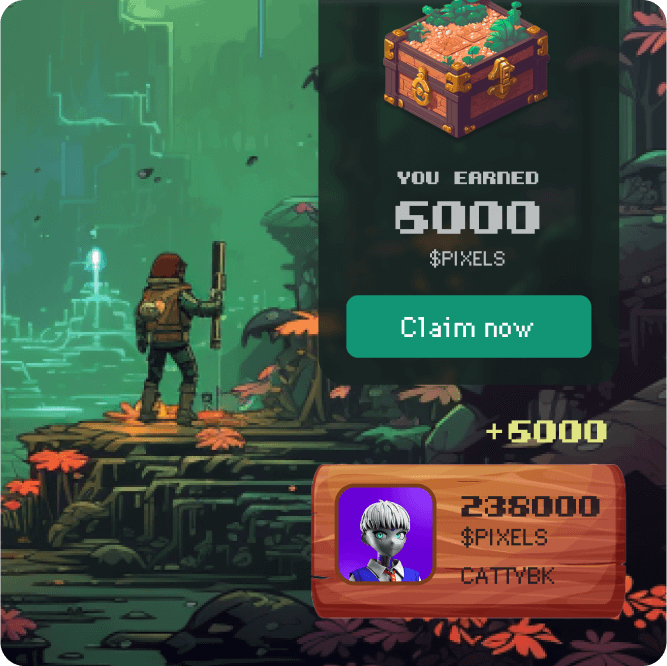 YOU EARNED
6000
$PIXELS
Claim now
+6000
238000
$PIXELS
CATTYBK